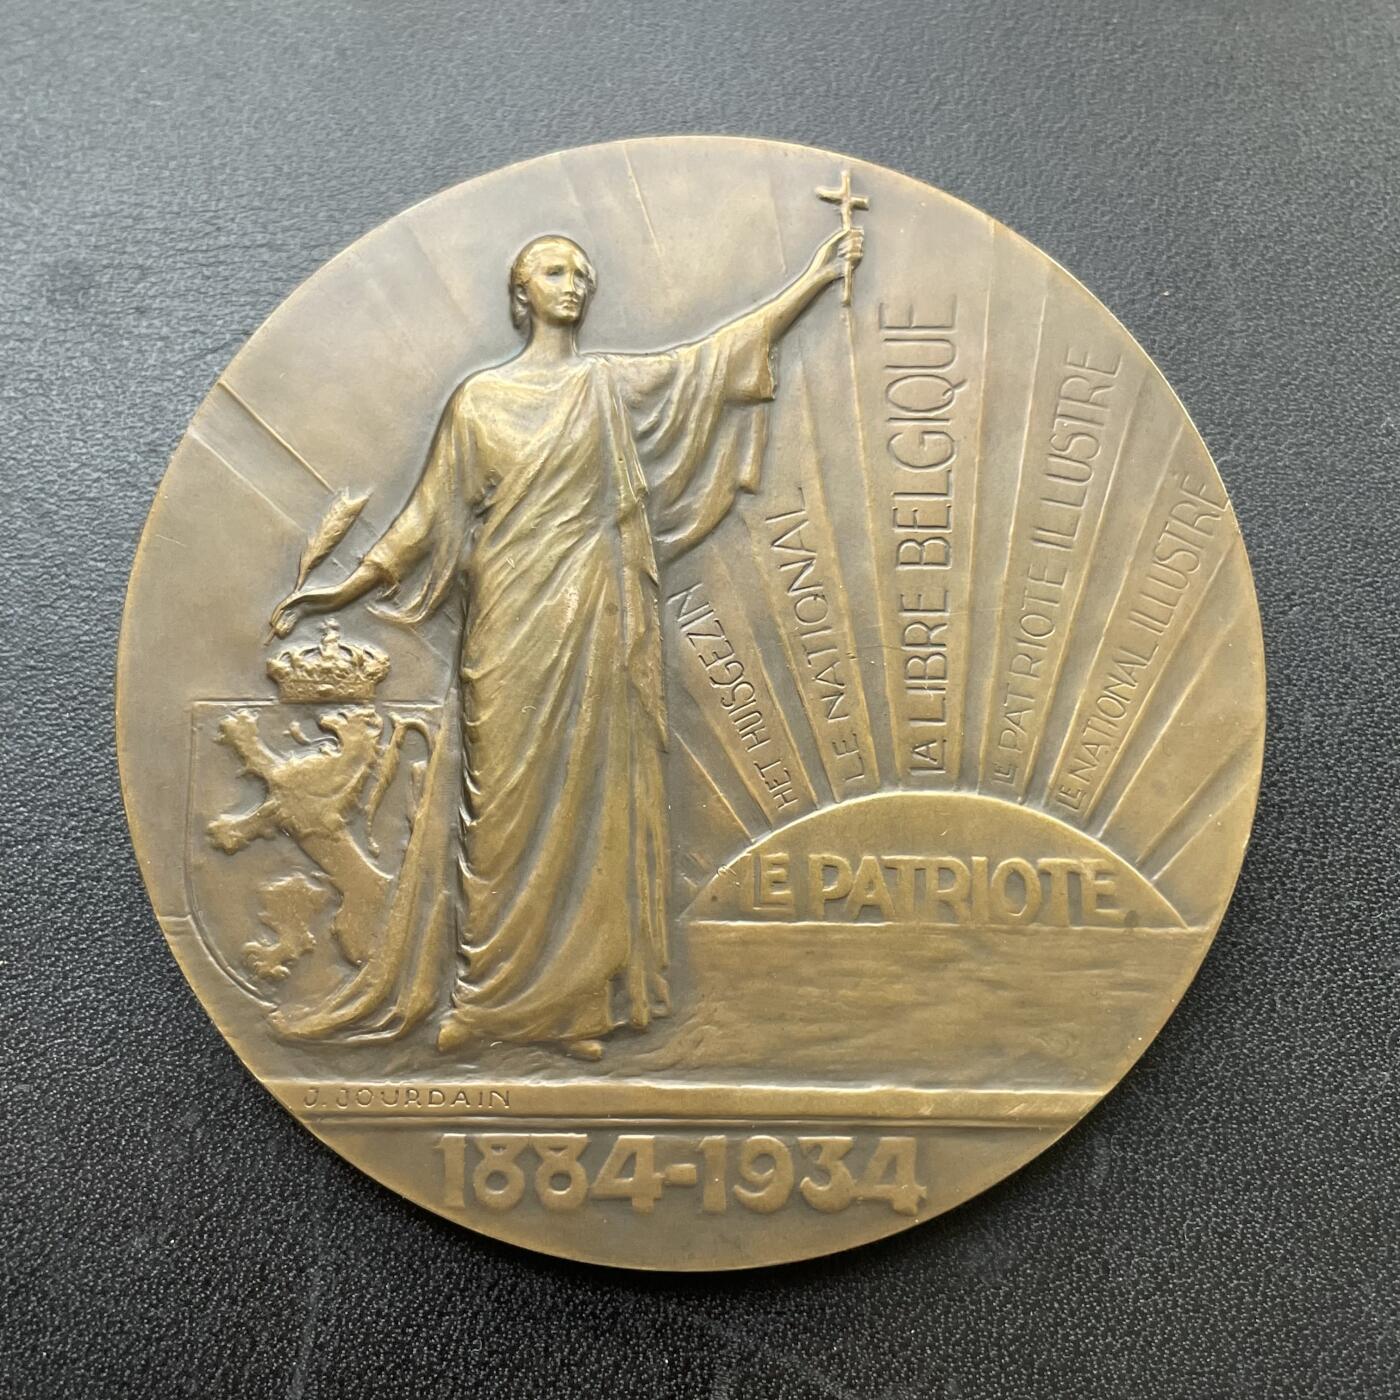 HET HUISGEZIN
LE NATIONAL
LA LIBRE BELGIQUE
LE PATRIOTE ILLUSTRE
LE NATIONAL ILLUSTRÉ
LE PATRIOTE
J. JOURDAIN
1884-1934